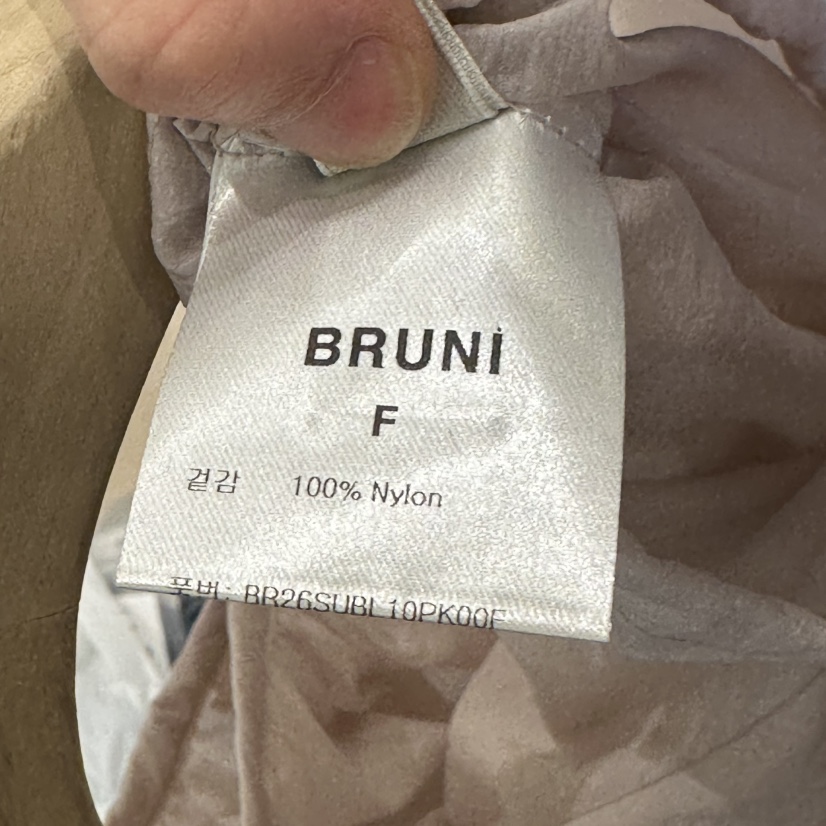 BRUNi
F
겉감 100% Nylon
품번: BR26SUBL10PK00F